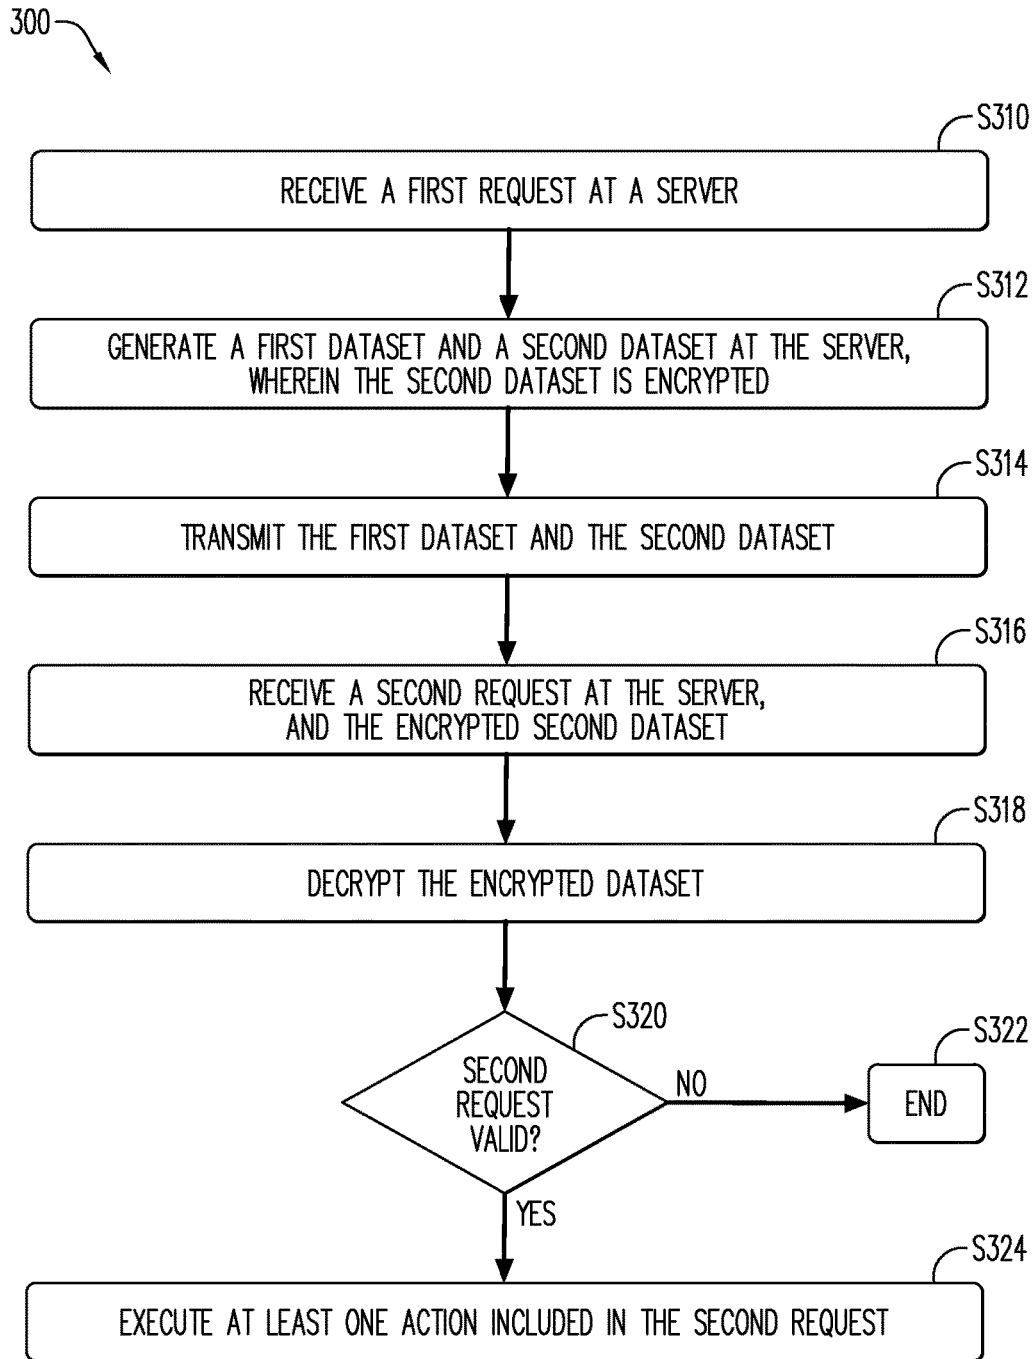 300
S310
RECEIVE A FIRST REQUEST AT A SERVER
S312
GENERATE A FIRST DATASET AND A SECOND DATASET AT THE SERVER,
WHEREIN THE SECOND DATASET IS ENCRYPTED
S314
TRANSMIT THE FIRST DATASET AND THE SECOND DATASET
S316
RECEIVE A SECOND REQUEST AT THE SERVER,
AND THE ENCRYPTED SECOND DATASET
S318
DECRYPT THE ENCRYPTED DATASET
S320
SECOND
REQUEST
VALID?
NO
S322
END
YES
S324
EXECUTE AT LEAST ONE ACTION INCLUDED IN THE SECOND REQUEST